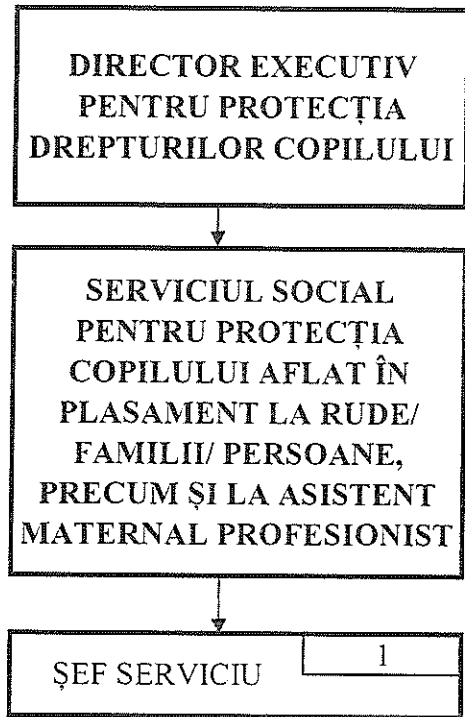 DIRECTOR EXECUTIV
PENTRU PROTECȚIA
DREPTURILOR COPILULUI
SERVICIUL SOCIAL
PENTRU PROTECȚIA
COPILULUI AFLAT ÎN
PLASAMENT LA RUDE/
FAMILII/ PERSOANE,
PRECUM ȘI LA ASISTENT
MATERNAL PROFESIONIST
ȘEF SERVICIU 1